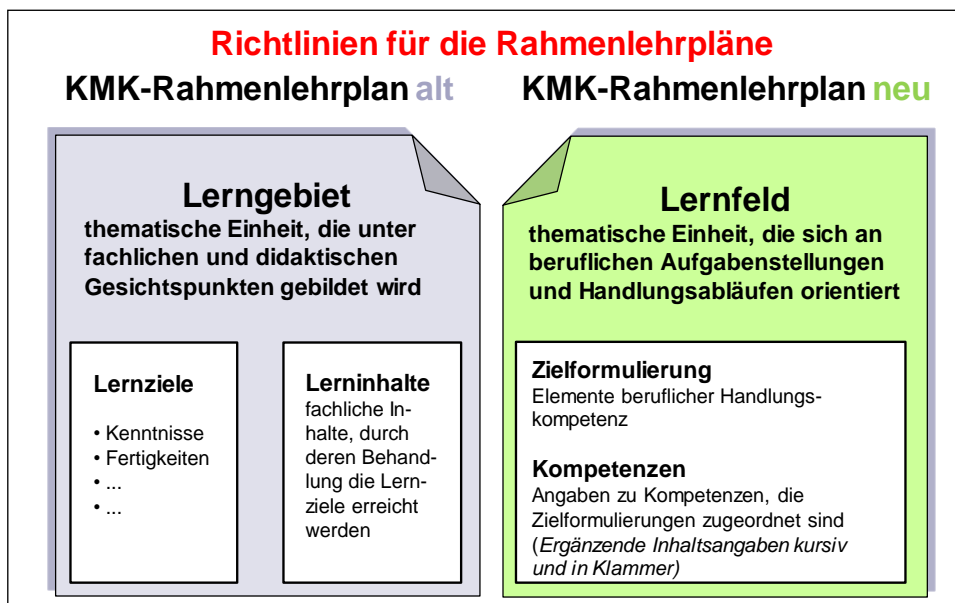 Richtlinien für die Rahmenlehrpläne
KMK-Rahmenlehrplan alt
KMK-Rahmenlehrplan neu
Lerngebiet
thematische Einheit, die unter
fachlichen und didaktischen
Gesichtspunkten gebildet wird
Lernziele
• Kenntnisse
• Fertigkeiten
• ...
• ...
Lerninhalte
fachliche In-
halte, durch
deren Behand-
lung die Lern-
ziele erreicht
werden
Lernfeld
thematische Einheit, die sich an
beruflichen Aufgabenstellungen
und Handlungsabläufen orientiert
Zielformulierung
Elemente beruflicher Handlungs-
kompetenz
Kompetenzen
Angaben zu Kompetenzen, die
Zielformulierungen zugeordnet sind
(Ergänzende Inhaltsangaben kursiv
und in Klammer)